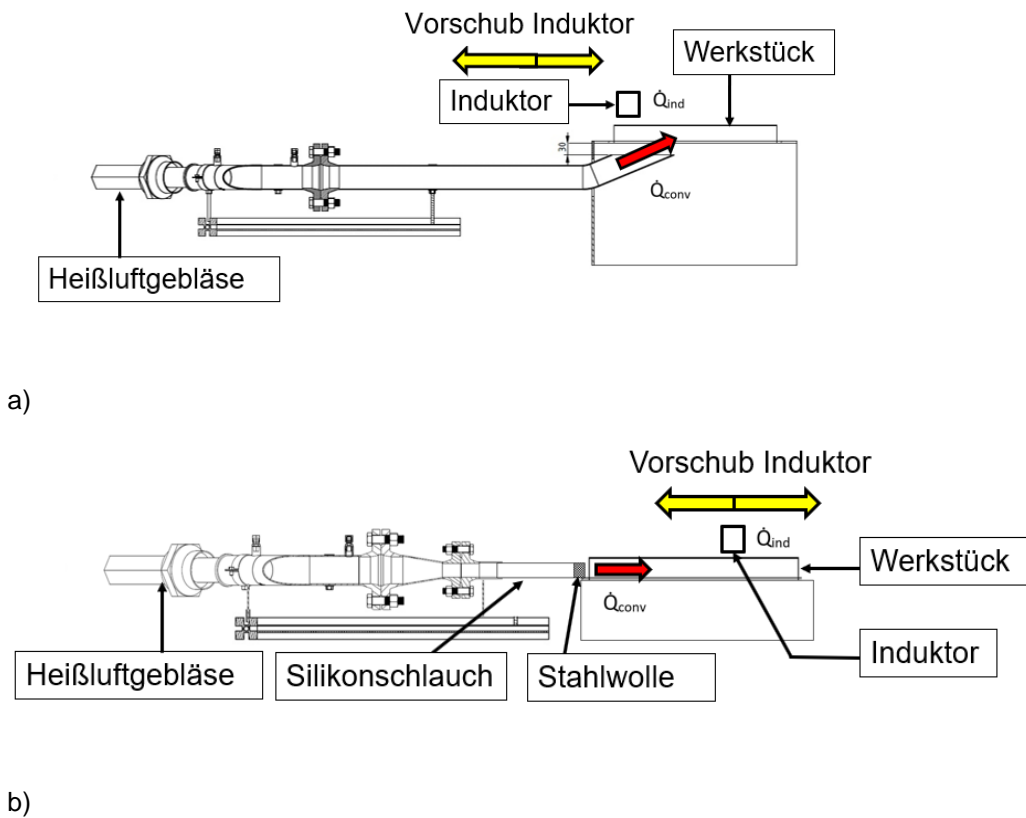 Vorschub Induktor
Werkstück
Induktor
Q̇ind
30
Q̇conv
Heißluftgebläse
a)
Vorschub Induktor
Q̇ind
Werkstück
Q̇conv
Induktor
Heißluftgebläse
Silikonschlauch
Stahlwolle
b)